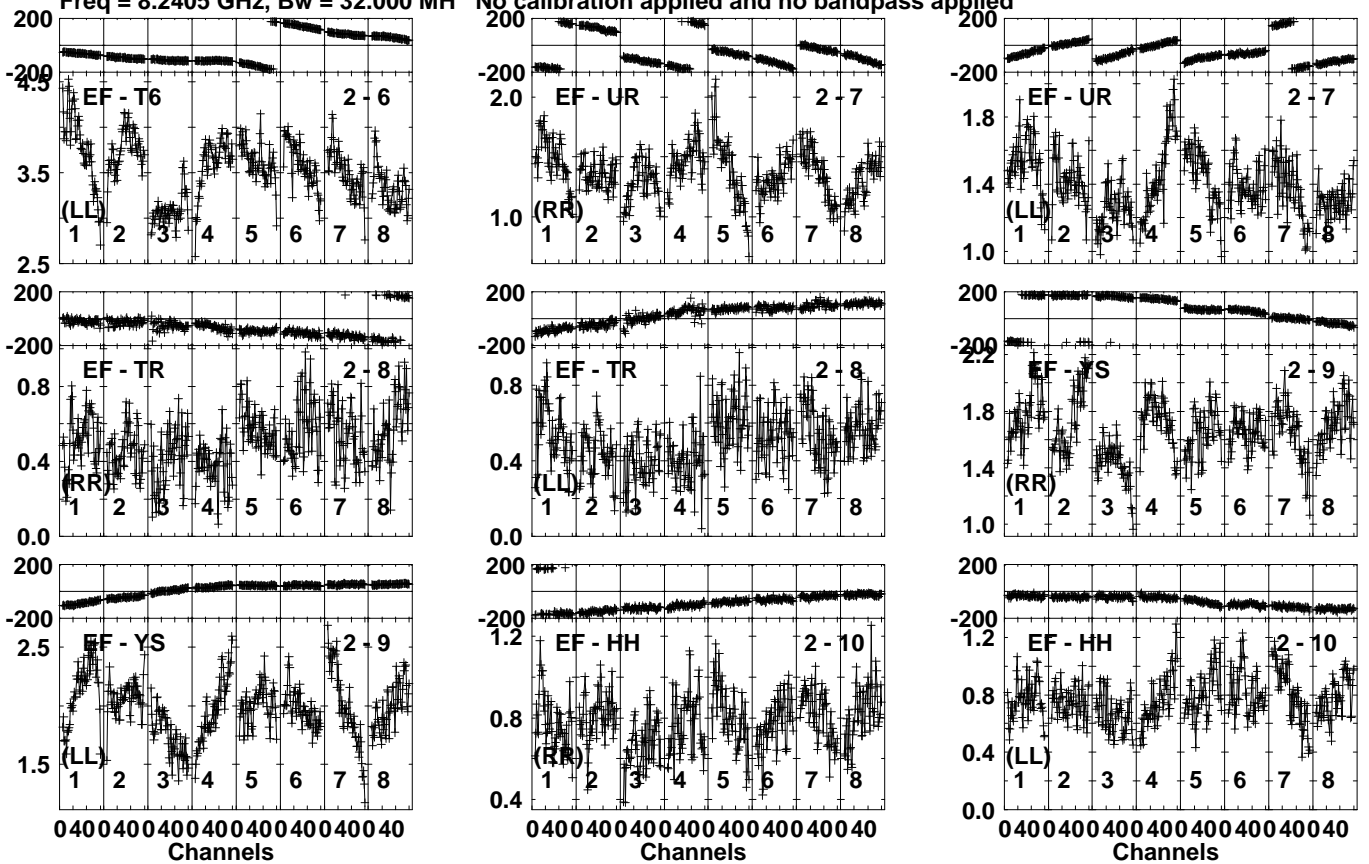 Freq = 8.2405 GHz, Bw = 32.000 MH No calibration applied and no bandpass applied
200
-200
4.5
3.5
2.5
EF - T6 2 - 6
(LL)
1 2 3 4 5 6 7 8
200
-200
2.0
1.0
EF - UR 2 - 7
(RR)
1 2 3 4 5 6 7 8
200
-200
1.8
1.4
1.0
EF - UR 2 - 7
(LL)
1 2 3 4 5 6 7 8
200
-200
0.8
0.4
0.0
EF - TR 2 - 8
(RR)
1 2 3 4 5 6 7 8
200
-200
0.8
0.4
0.0
EF - TR 2 - 8
(LL)
1 2 3 4 5 6 7 8
200
-200
2.2
1.8
1.4
1.0
EF - YS 2 - 9
(RR)
1 2 3 4 5 6 7 8
200
-200
2.5
1.5
EF - YS 2 - 9
(LL)
1 2 3 4 5 6 7 8
0 40 0 40 0 40 0 40 0 40 0 40 0 40 0 40
Channels
200
-200
1.2
0.8
0.4
EF - HH 2 - 10
(RR)
1 2 3 4 5 6 7 8
0 40 0 40 0 40 0 40 0 40 0 40 0 40 0 40
Channels
200
-200
1.2
0.8
0.4
0.0
EF - HH 2 - 10
(LL)
1 2 3 4 5 6 7 8
0 40 0 40 0 40 0 40 0 40 0 40 0 40 0 40
Channels